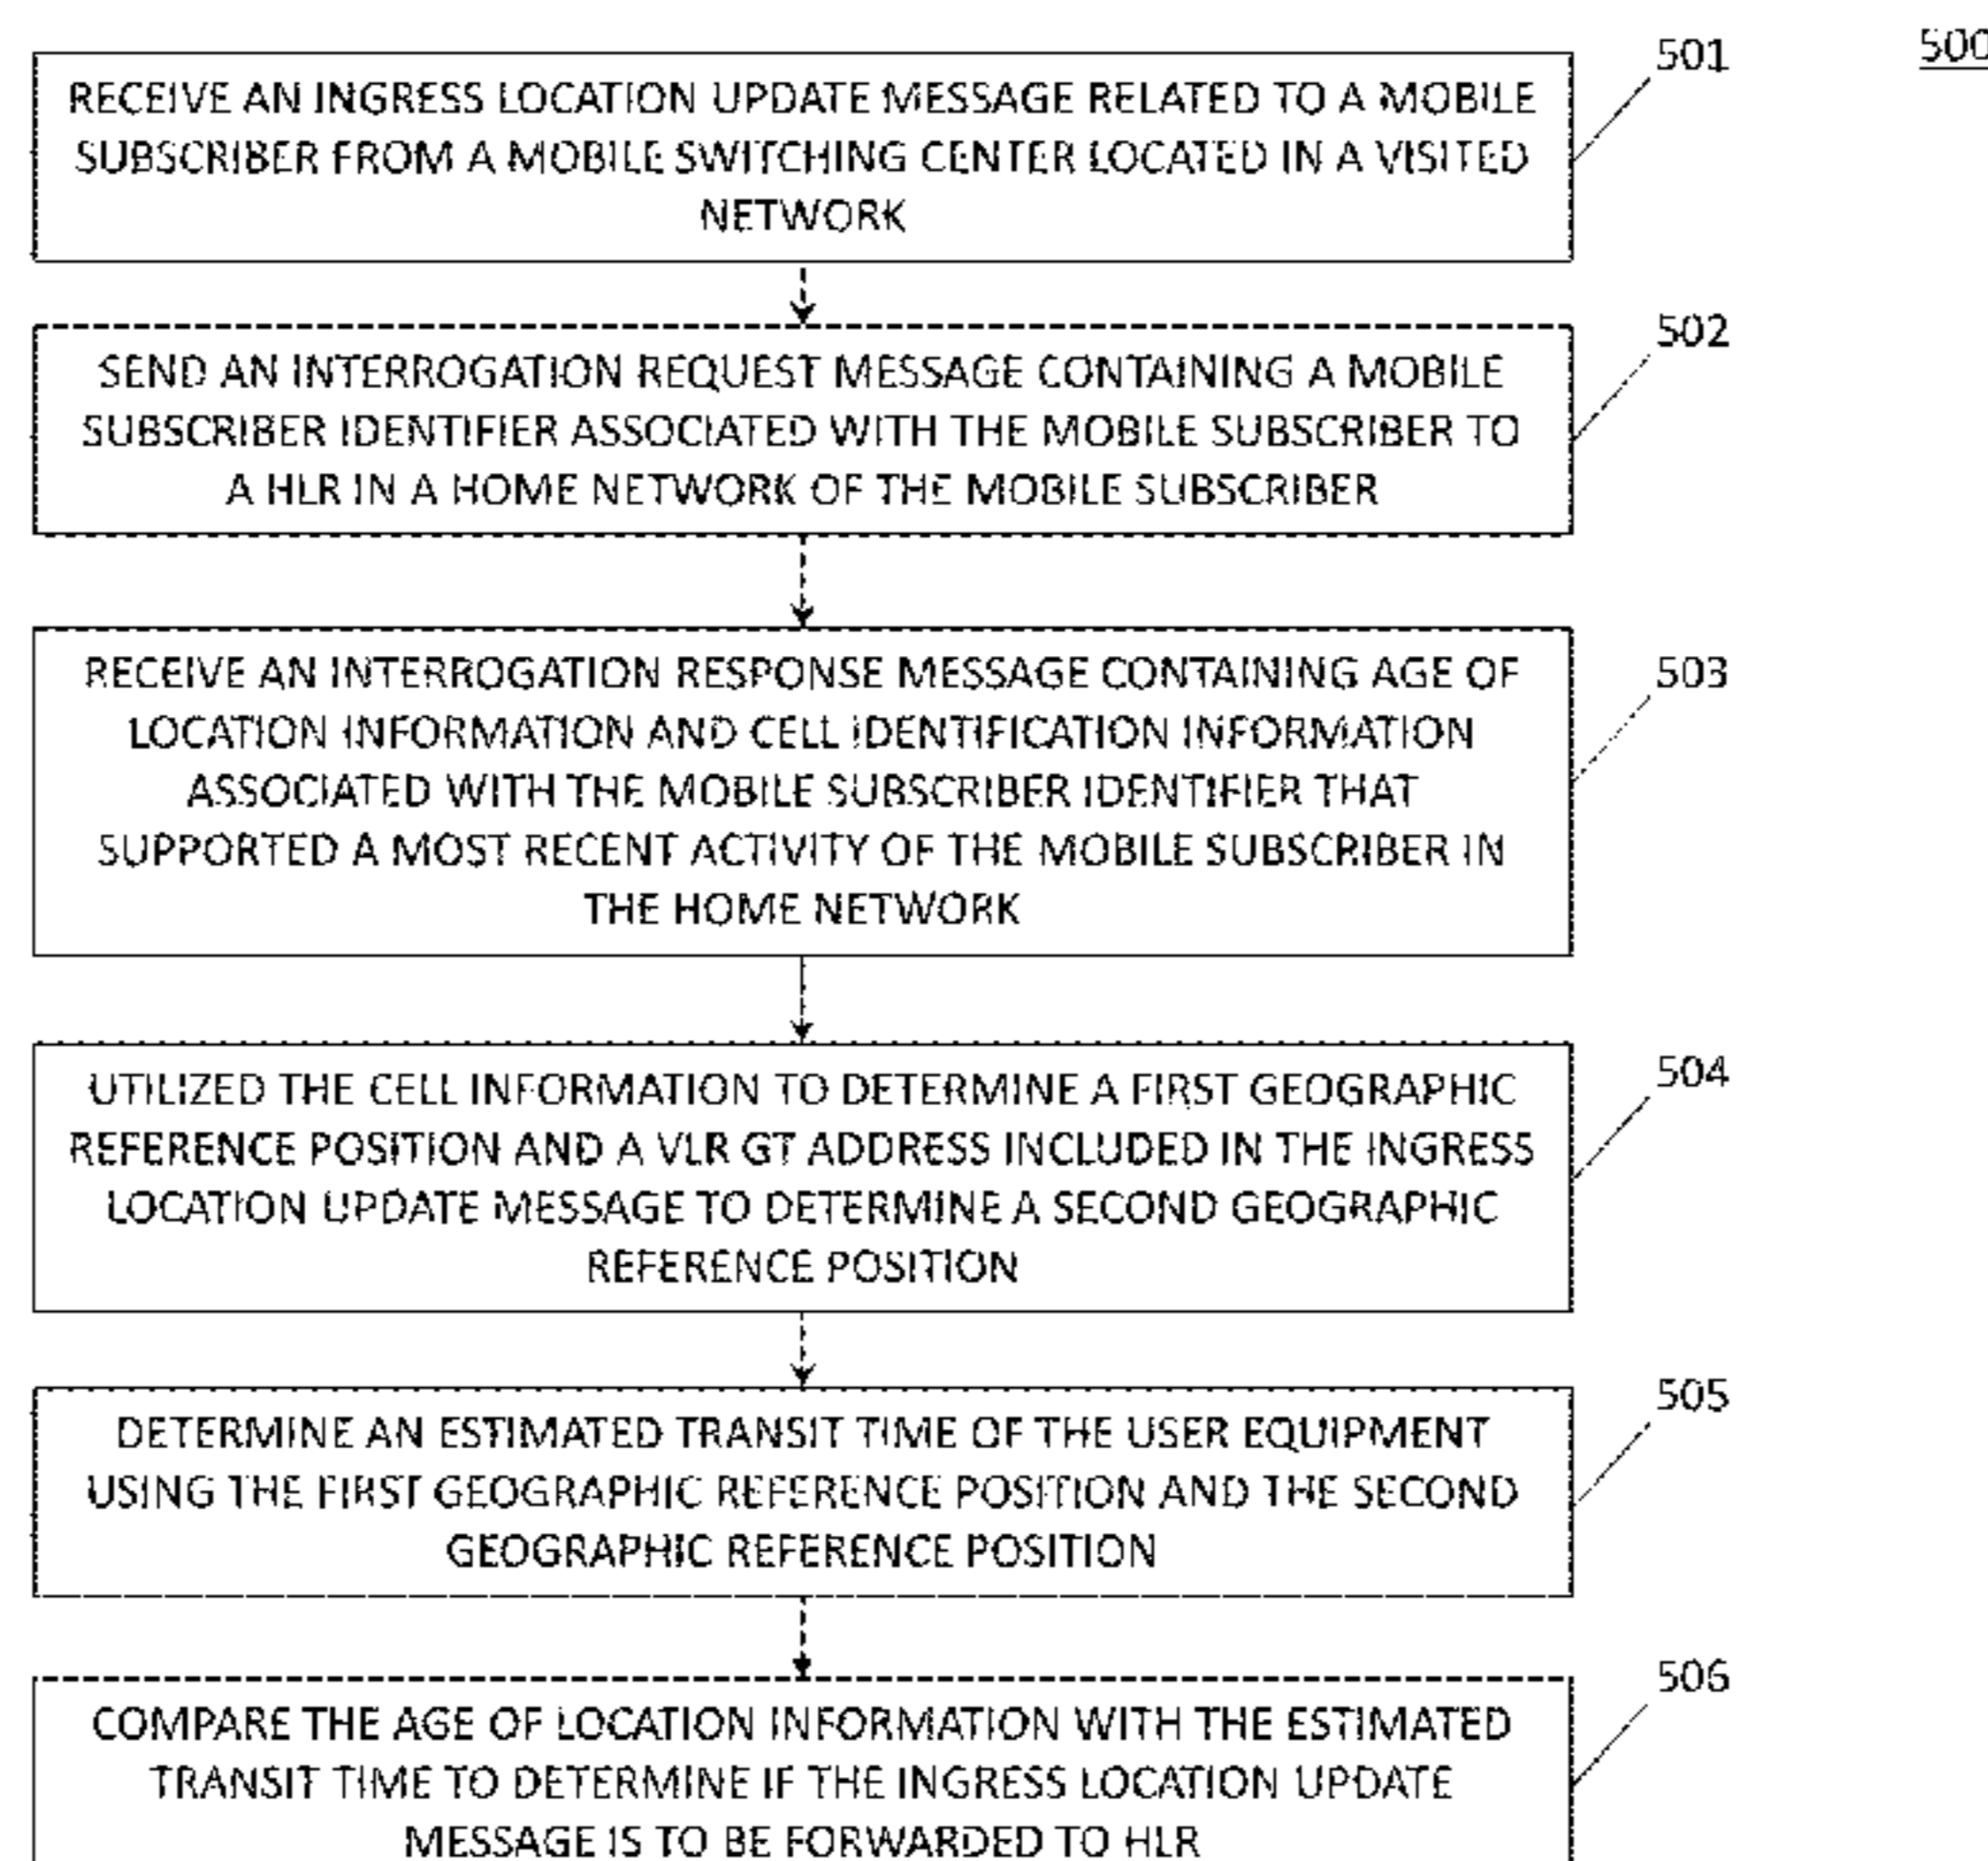 500
501
RECEIVE AN INGRESS LOCATION UPDATE MESSAGE RELATED TO A MOBILE
SUBSCRIBER FROM A MOBILE SWITCHING CENTER LOCATED IN A VISITED
NETWORK
502
SEND AN INTERROGATION REQUEST MESSAGE CONTAINING A MOBILE
SUBSCRIBER IDENTIFIER ASSOCIATED WITH THE MOBILE SUBSCRIBER TO
A HLR IN A HOME NETWORK OF THE MOBILE SUBSCRIBER
503
RECEIVE AN INTERROGATION RESPONSE MESSAGE CONTAINING AGE OF
LOCATION INFORMATION AND CELL IDENTIFICATION INFORMATION
ASSOCIATED WITH THE MOBILE SUBSCRIBER IDENTIFIER THAT
SUPPORTED A MOST RECENT ACTIVITY OF THE MOBILE SUBSCRIBER IN
THE HOME NETWORK
504
UTILIZED THE CELL INFORMATION TO DETERMINE A FIRST GEOGRAPHIC
REFERENCE POSITION AND A VLR GT ADDRESS INCLUDED IN THE INGRESS
LOCATION UPDATE MESSAGE TO DETERMINE A SECOND GEOGRAPHIC
REFERENCE POSITION
505
DETERMINE AN ESTIMATED TRANSIT TIME OF THE USER EQUIPMENT
USING THE FIRST GEOGRAPHIC REFERENCE POSITION AND THE SECOND
GEOGRAPHIC REFERENCE POSITION
506
COMPARE THE AGE OF LOCATION INFORMATION WITH THE ESTIMATED
TRANSIT TIME TO DETERMINE IF THE INGRESS LOCATION UPDATE
MESSAGE IS TO BE FORWARDED TO HLR